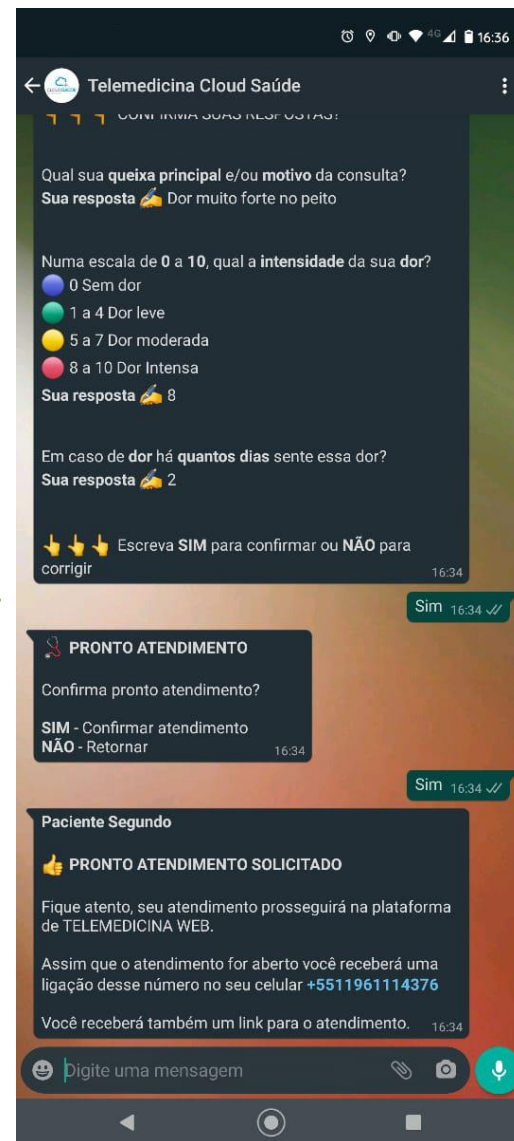 4G 16:36
Telemedicina Cloud Saúde
CONFIRMA SUAS RESPOSTAS?
Qual sua queixa principal e/ou motivo da consulta?
Sua resposta ✍️ Dor muito forte no peito
Numa escala de 0 a 10, qual a intensidade da sua dor?
🔵 0 Sem dor
🟢 1 a 4 Dor leve
🟡 5 a 7 Dor moderada
🔴 8 a 10 Dor Intensa
Sua resposta ✍️ 8
Em caso de dor há quantos dias sente essa dor?
Sua resposta ✍️ 2
👆 👆 👆 Escreva SIM para confirmar ou NÃO para
corrigir 16:34
Sim 16:34
🩺 PRONTO ATENDIMENTO
Confirma pronto atendimento?
SIM - Confirmar atendimento
NÃO - Retornar 16:34
Sim 16:34
Paciente Segundo
👍 PRONTO ATENDIMENTO SOLICITADO
Fique atento, seu atendimento prosseguirá na plataforma
de TELEMEDICINA WEB.
Assim que o atendimento for aberto você receberá uma
ligação desse número no seu celular +5511961114376
Você receberá também um link para o atendimento. 16:34
Digite uma mensagem